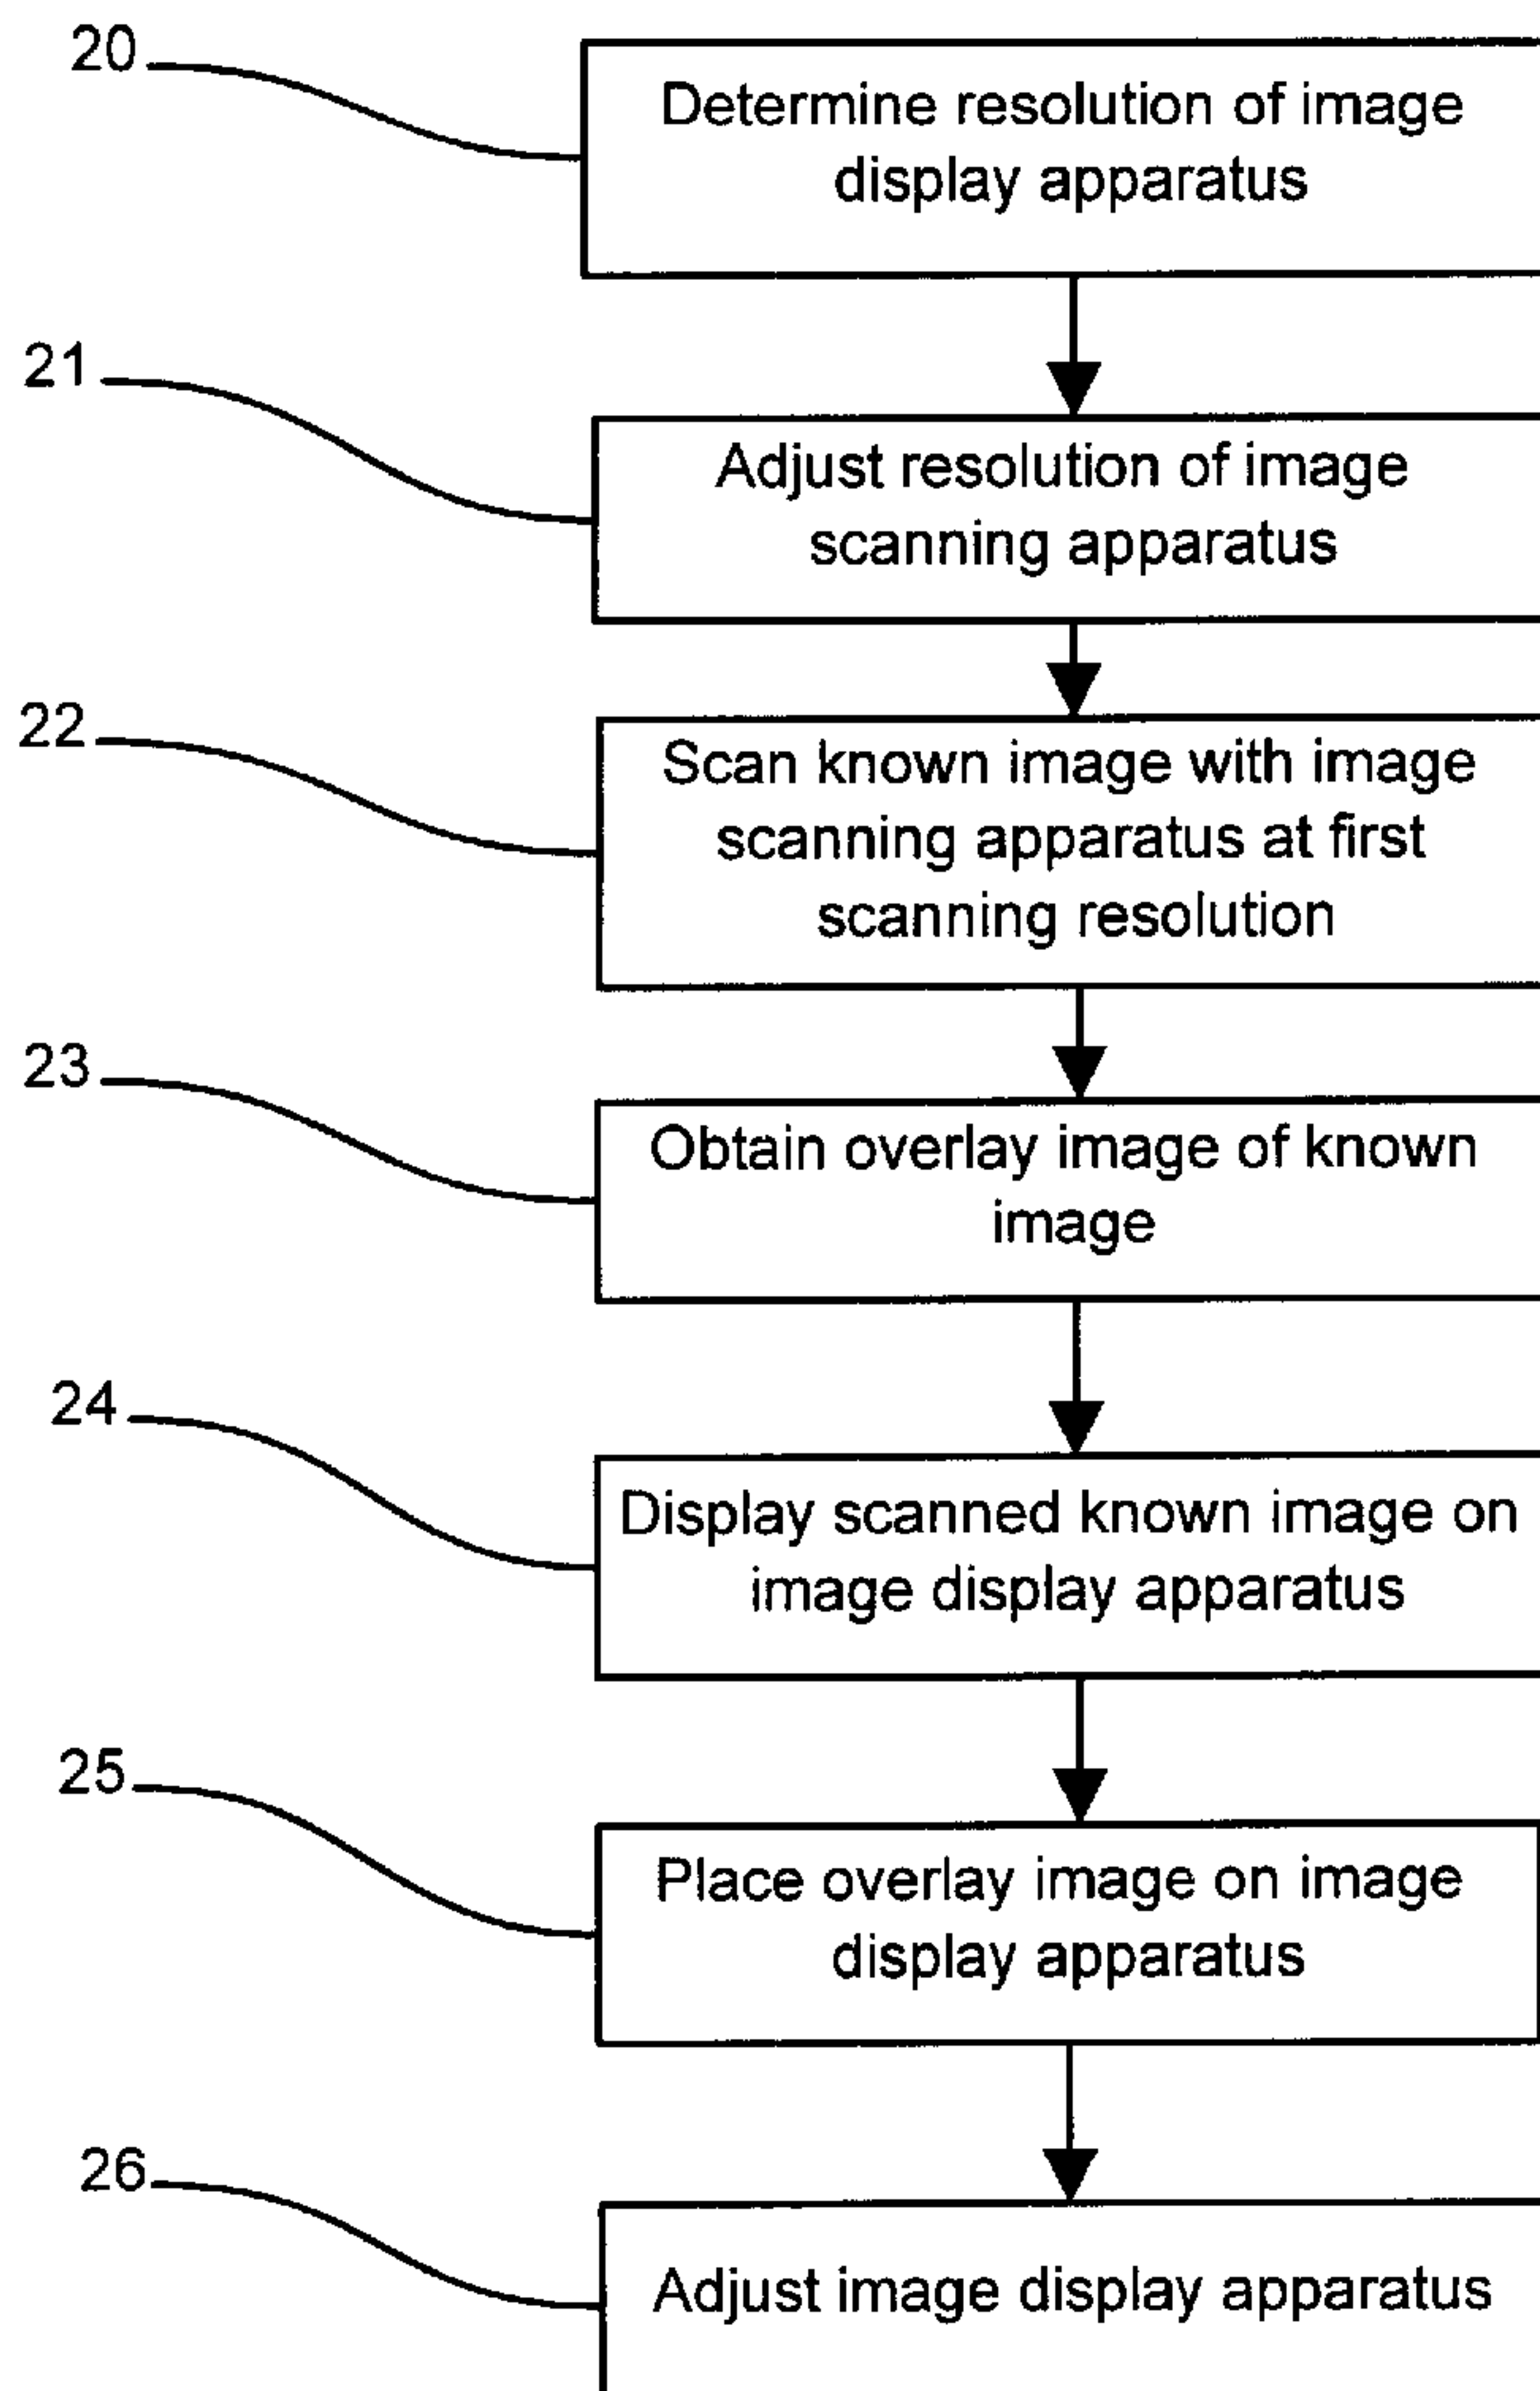 20
Determine resolution of image
display apparatus
21
Adjust resolution of image
scanning apparatus
22
Scan known image with image
scanning apparatus at first
scanning resolution
23
Obtain overlay image of known
image
24
Display scanned known image on
image display apparatus
25
Place overlay image on image
display apparatus
26
Adjust image display apparatus